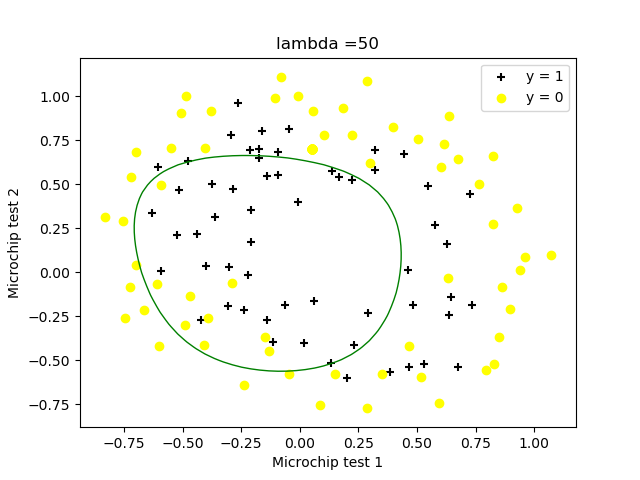 lambda =50
y = 1
y = 0
1.00
0.75
0.50
0.25
0.00
−0.25
−0.50
−0.75
Microchip test 2
−0.75 −0.50 −0.25 0.00 0.25 0.50 0.75 1.00
Microchip test 1